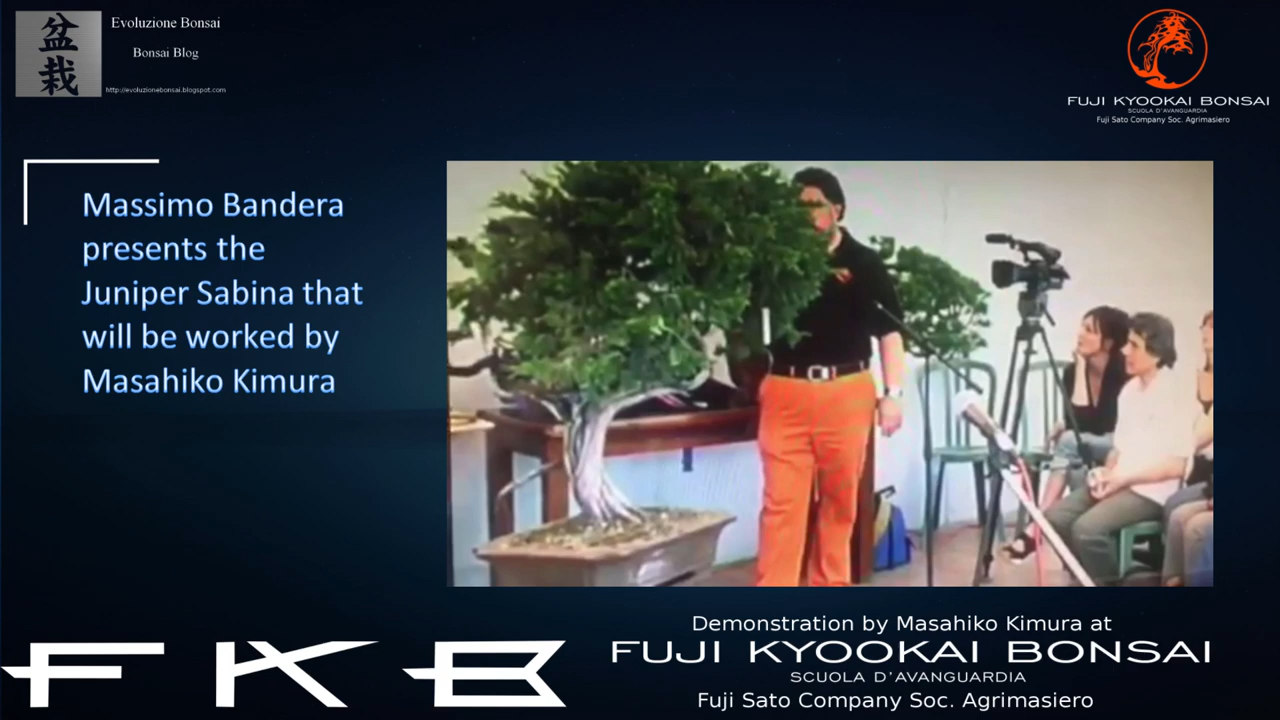 盆
栽
Evoluzione Bonsai
Bonsai Blog
http://evoluzionebonsai.blogspot.com
FUJI KYOOKAI BONSAI
SCUOLA D'AVANGUARDIA
Fuji Sato Company Soc. Agrimasiero
Massimo Bandera
presents the
Juniper Sabina that
will be worked by
Masahiko Kimura
FKB
Demonstration by Masahiko Kimura at
FUJI KYOOKAI BONSAI
SCUOLA D'AVANGUARDIA
Fuji Sato Company Soc. Agrimasiero